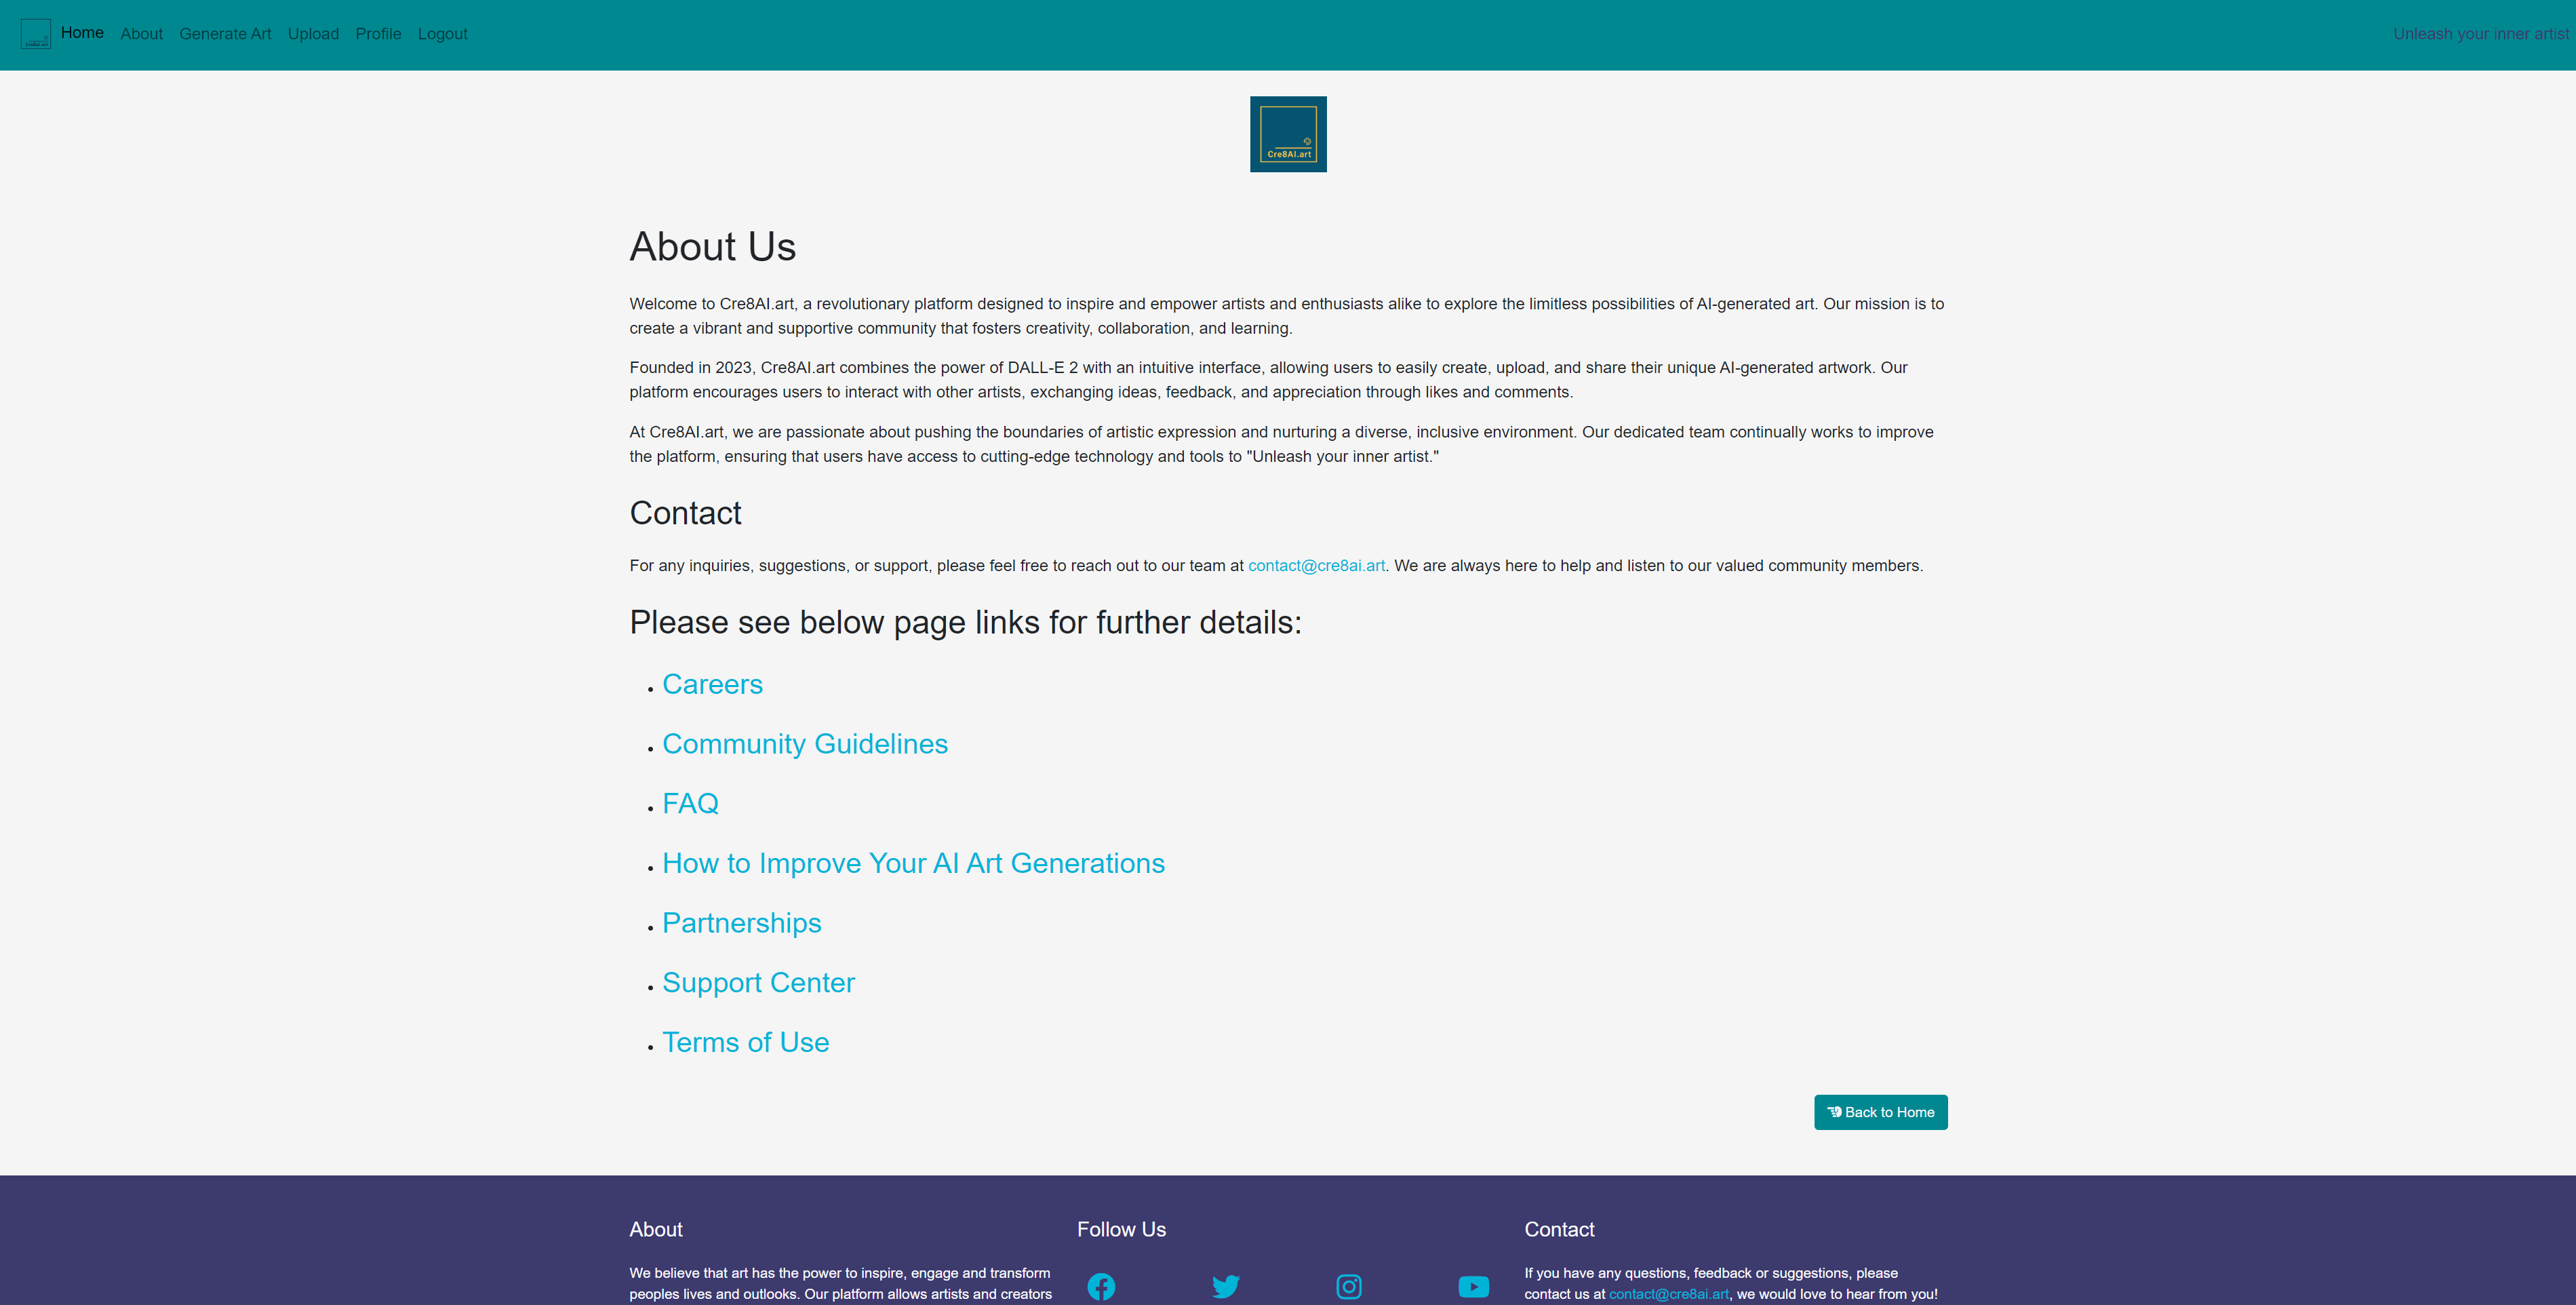 Home About Generate Art Upload Profile Logout
Unleash your inner artist
Cre8AI.art
About Us
Welcome to Cre8AI.art, a revolutionary platform designed to inspire and empower artists and enthusiasts alike to explore the limitless possibilities of AI-generated art. Our mission is to
create a vibrant and supportive community that fosters creativity, collaboration, and learning.
Founded in 2023, Cre8AI.art combines the power of DALL-E 2 with an intuitive interface, allowing users to easily create, upload, and share their unique AI-generated artwork. Our
platform encourages users to interact with other artists, exchanging ideas, feedback, and appreciation through likes and comments.
At Cre8AI.art, we are passionate about pushing the boundaries of artistic expression and nurturing a diverse, inclusive environment. Our dedicated team continually works to improve
the platform, ensuring that users have access to cutting-edge technology and tools to "Unleash your inner artist."
Contact
For any inquiries, suggestions, or support, please feel free to reach out to our team at contact@cre8ai.art. We are always here to help and listen to our valued community members.
Please see below page links for further details:
Careers
Community Guidelines
FAQ
How to Improve Your AI Art Generations
Partnerships
Support Center
Terms of Use
Back to Home
About
We believe that art has the power to inspire, engage and transform
peoples lives and outlooks. Our platform allows artists and creators
Follow Us
Contact
If you have any questions, feedback or suggestions, please
contact us at contact@cre8ai.art, we would love to hear from you!